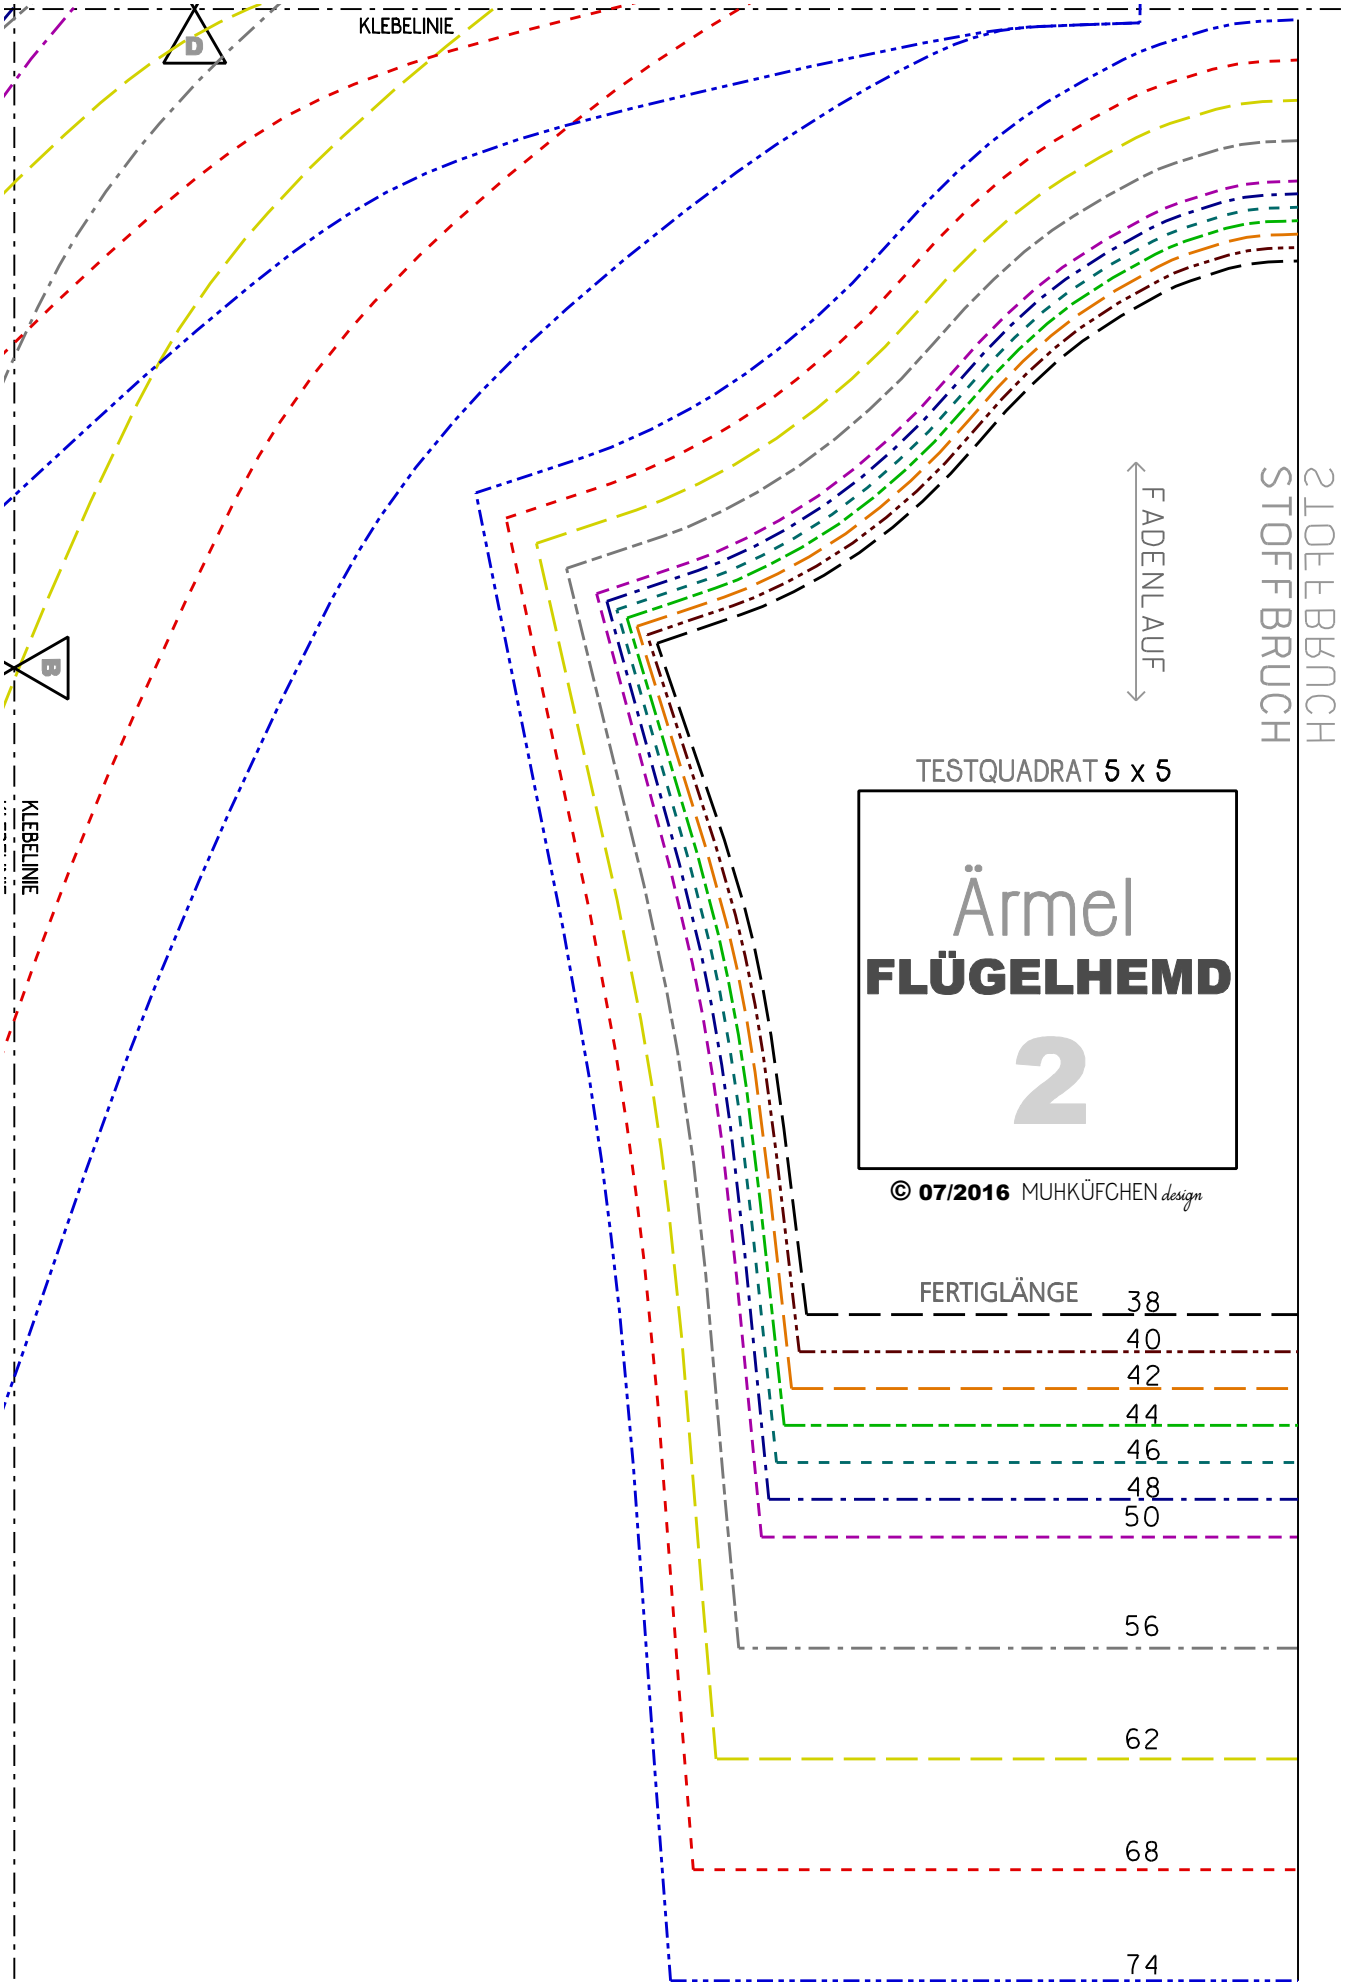 KLEBELINIE
D
STOFFBRUCH
STOFFBRUCH
FADENLAUF
B
TESTQUADRAT 5 x 5
KLEBELINIE
Ärmel
FLÜGELHEMD
2
© 07/2016 MUHKÜFCHEN design
FERTIGLÄNGE
38
40
42
44
46
48
50
56
62
68
74